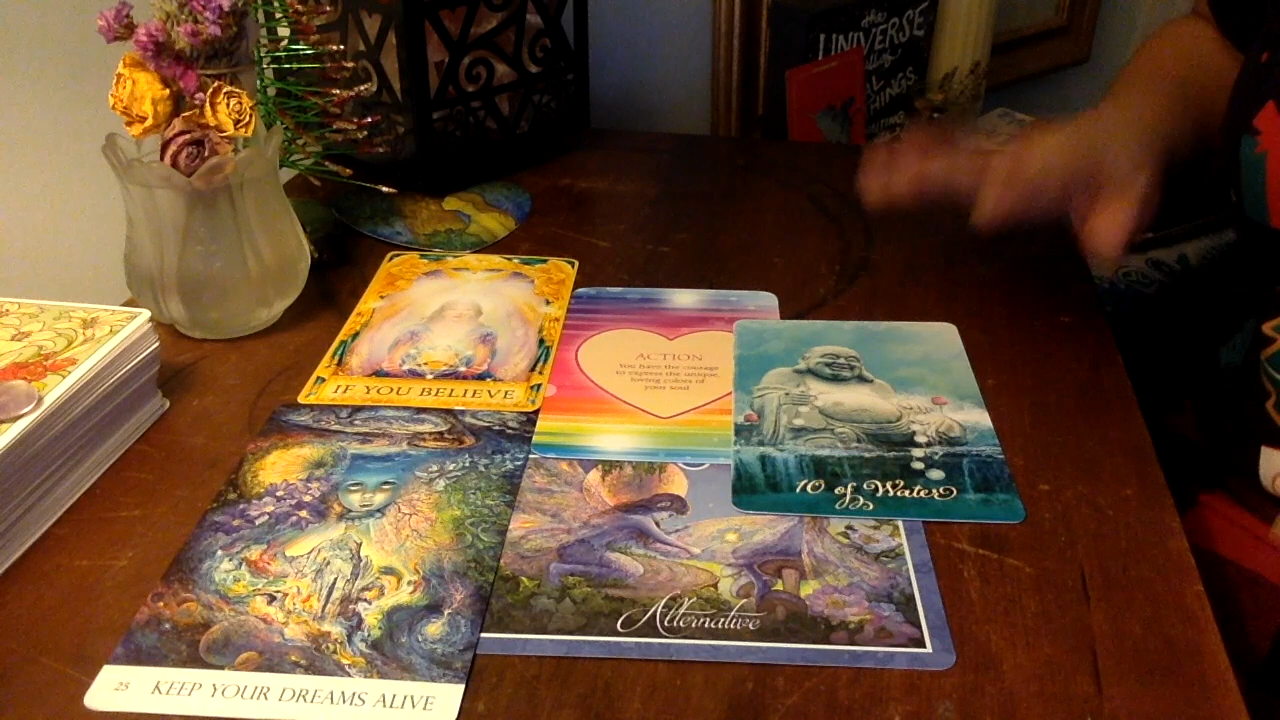 the
UNIVERSE
THINGS.
IF YOU BELIEVE
ACTION
You have the courage
to express the unique,
loving colors of
your soul
10 of Water
Alternative
25 KEEP YOUR DREAMS ALIVE